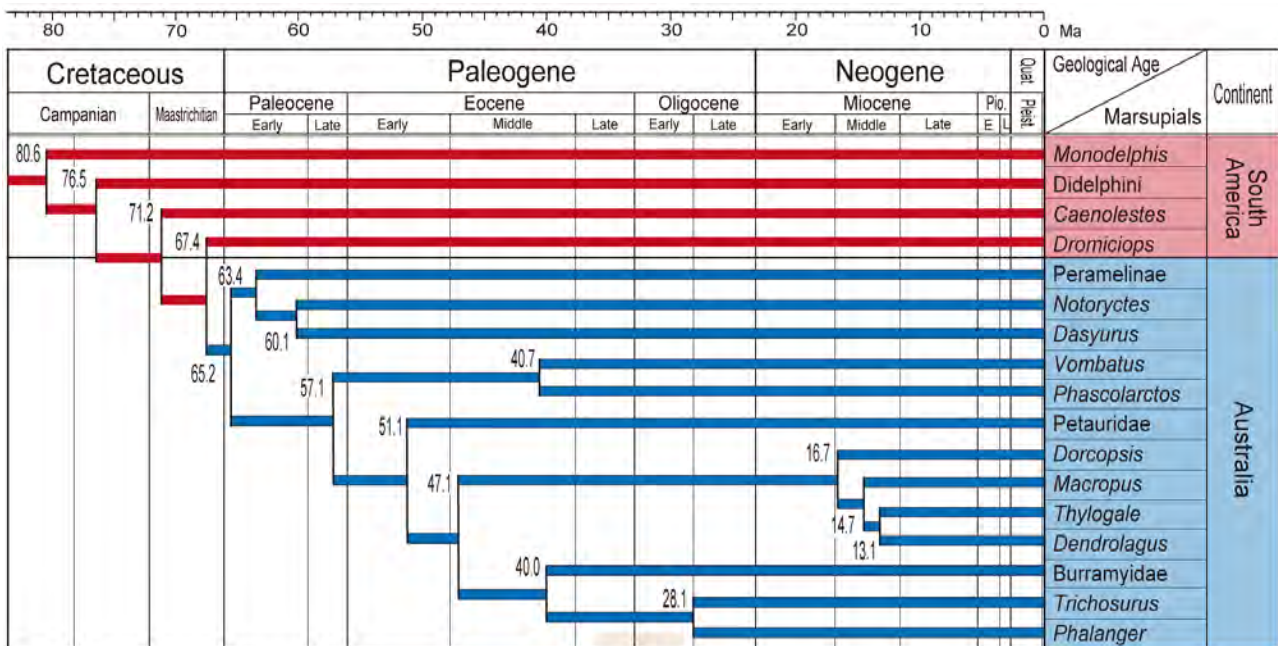 80 70 60 50 40 30 20 10 0 Ma
Cretaceous Paleogene Neogene Quat. Geological Age Continent
Campanian Maastrichtian Paleocene Eocene Oligocene Miocene Pio. Peist. Marsupials
Early Late Early Middle Late Early Late Early Middle Late E L
80.6 Monodelphis South America
76.5 Didelphini
71.2 Caenolestes
67.4 Dromiciops
63.4 Peramelinae Australia
Notoryctes
60.1 Dasyurus
40.7 Vombatus
65.2 57.1 Phascolarctos
51.1 Petauridae
16.7 Dorcopsis
47.1 Macropus
14.7 Thylogale
13.1 Dendrolagus
40.0 Burramyidae
28.1 Trichosurus
Phalanger